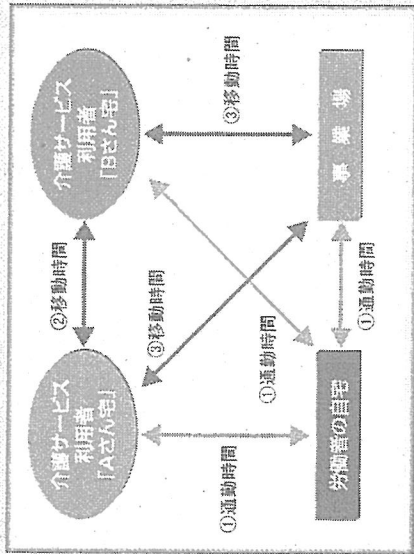 介護サービス
利用者
「Aさん宅」
②移動時間
介護サービス
利用者
「Bさん宅」
①通勤時間
③移動時間
①通勤時間
③移動時間
労働者の自宅
①通勤時間
事業場